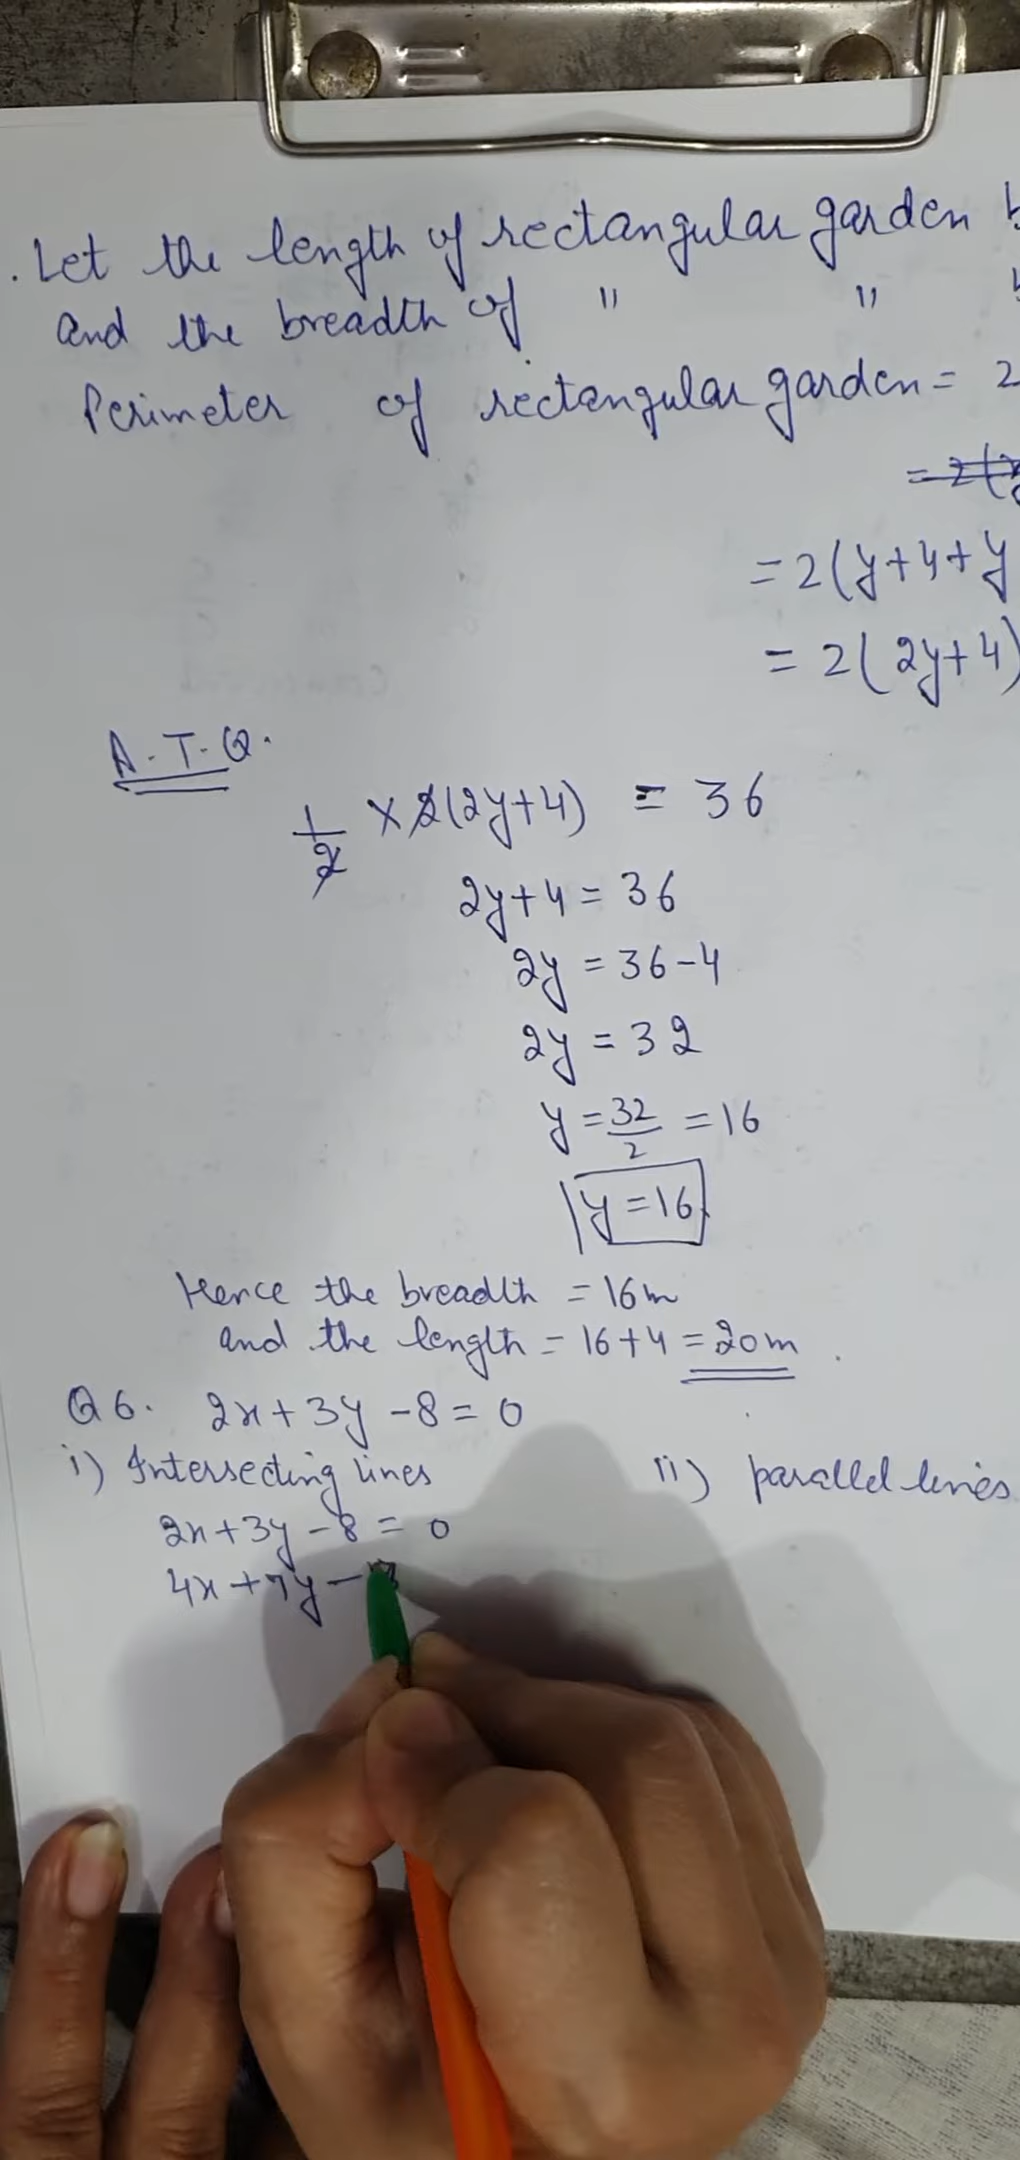 . Let the length of rectangular garden
and the breadth of " "
Perimeter of rectangular garden = 2
= 2(
= 2(y+4+y
= 2(2y+4)
A.T.Q.
1/2 × 2(2y+4) = 36
2y+4 = 36
2y = 36-4
2y = 32
y = 32/2 = 16
y = 16
Hence the breadth = 16m
and the length = 16+4 = 20m.
Q6. 2x+3y-8=0
i) Intersecting lines ii) parallel lines
2x+3y-8=0
4x+7y-